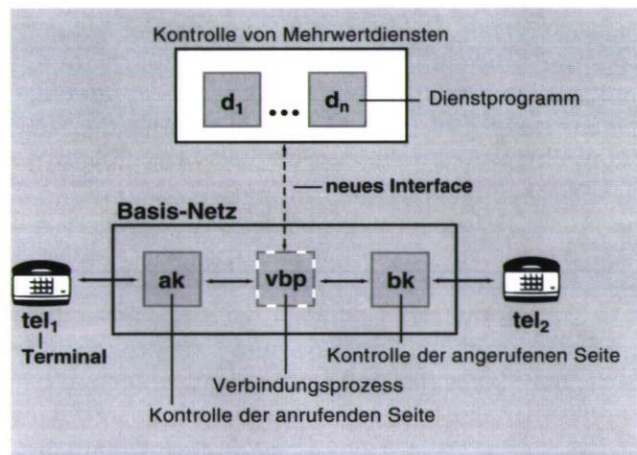 Kontrolle von Mehrwertdiensten
d1 ... dn
Dienstprogramm
neues Interface
Basis-Netz
ak
vbp
bk
tel1
tel2
Terminal
Kontrolle der angerufenen Seite
Verbindungsprozess
Kontrolle der anrufenden Seite